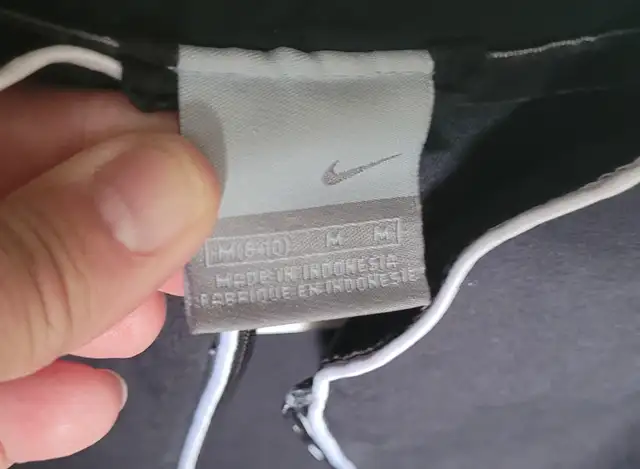 M(8-10) M M
MADE IN INDONESIA
FABRIQUE EN INDONESIE